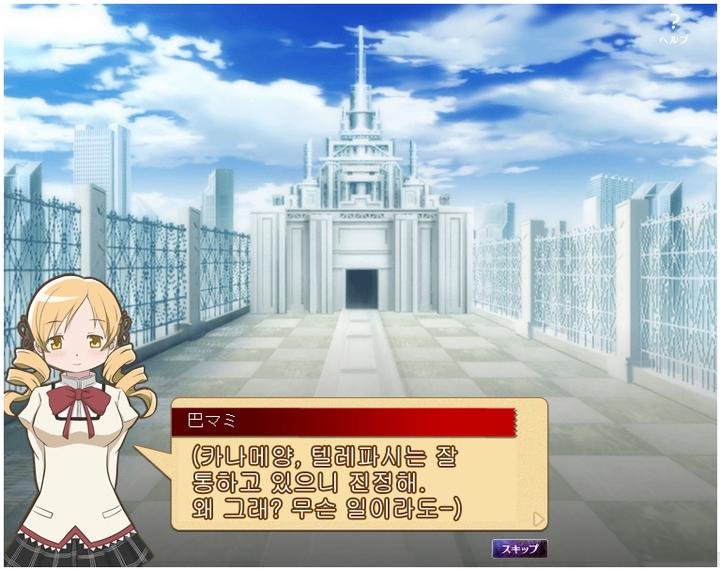 ?
ヘルプ
巴マミ
(카나메양, 텔레파시는 잘
통하고 있으니 진정해.
왜 그래? 무슨 일이라도-)
スキップ